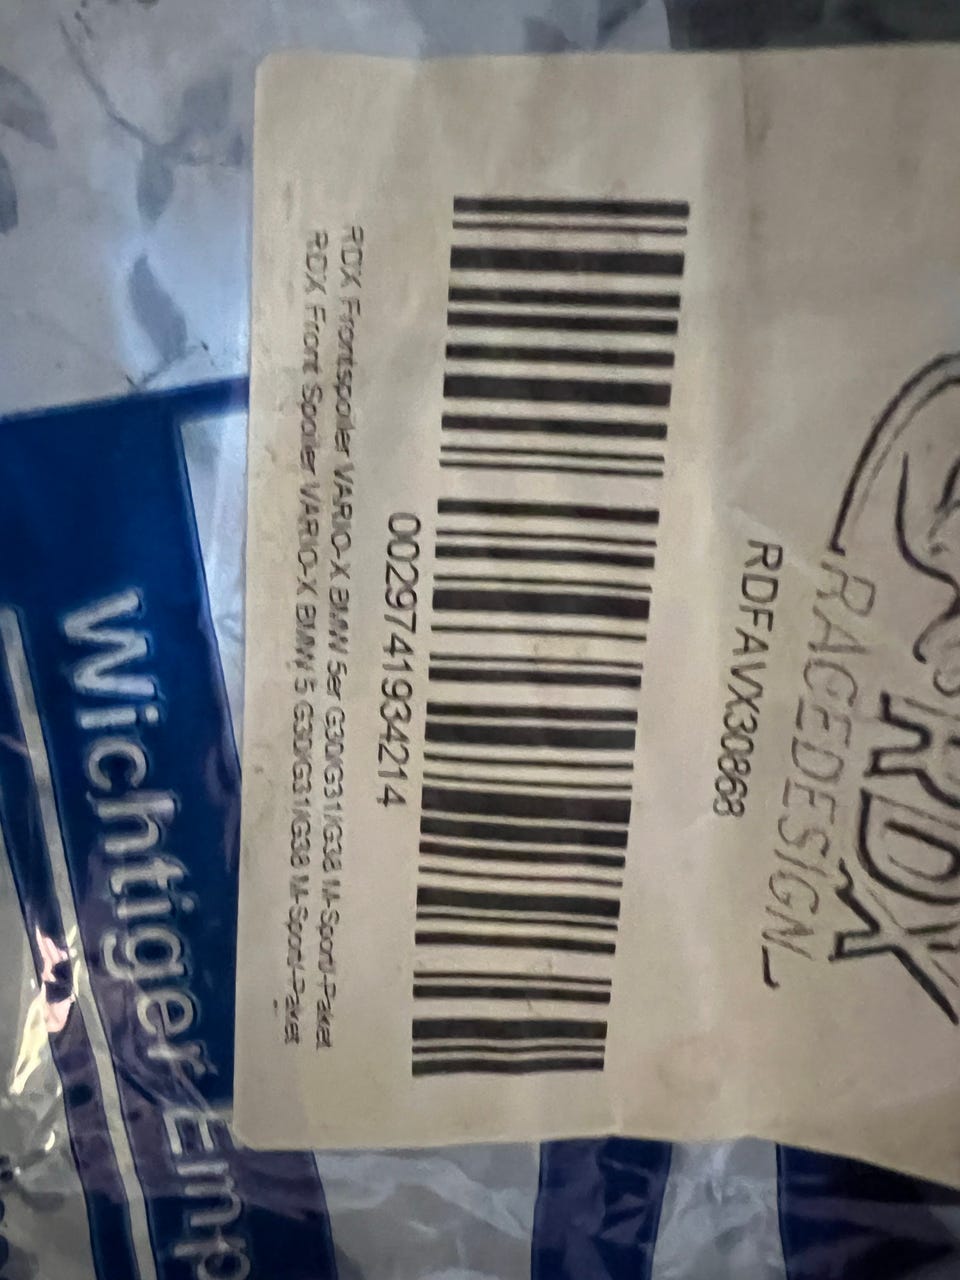 RDX
RACEDESIGN
RDFAVX30868
0029741934214
RDX Frontspoiler VARIO-X BMW 5er G30/G31/G38 M-Sport-Paket
RDX Front Spoiler VARIO-X BMW 5 G30/G31/G38 M-Sport-Paket
Wichtiger Emp